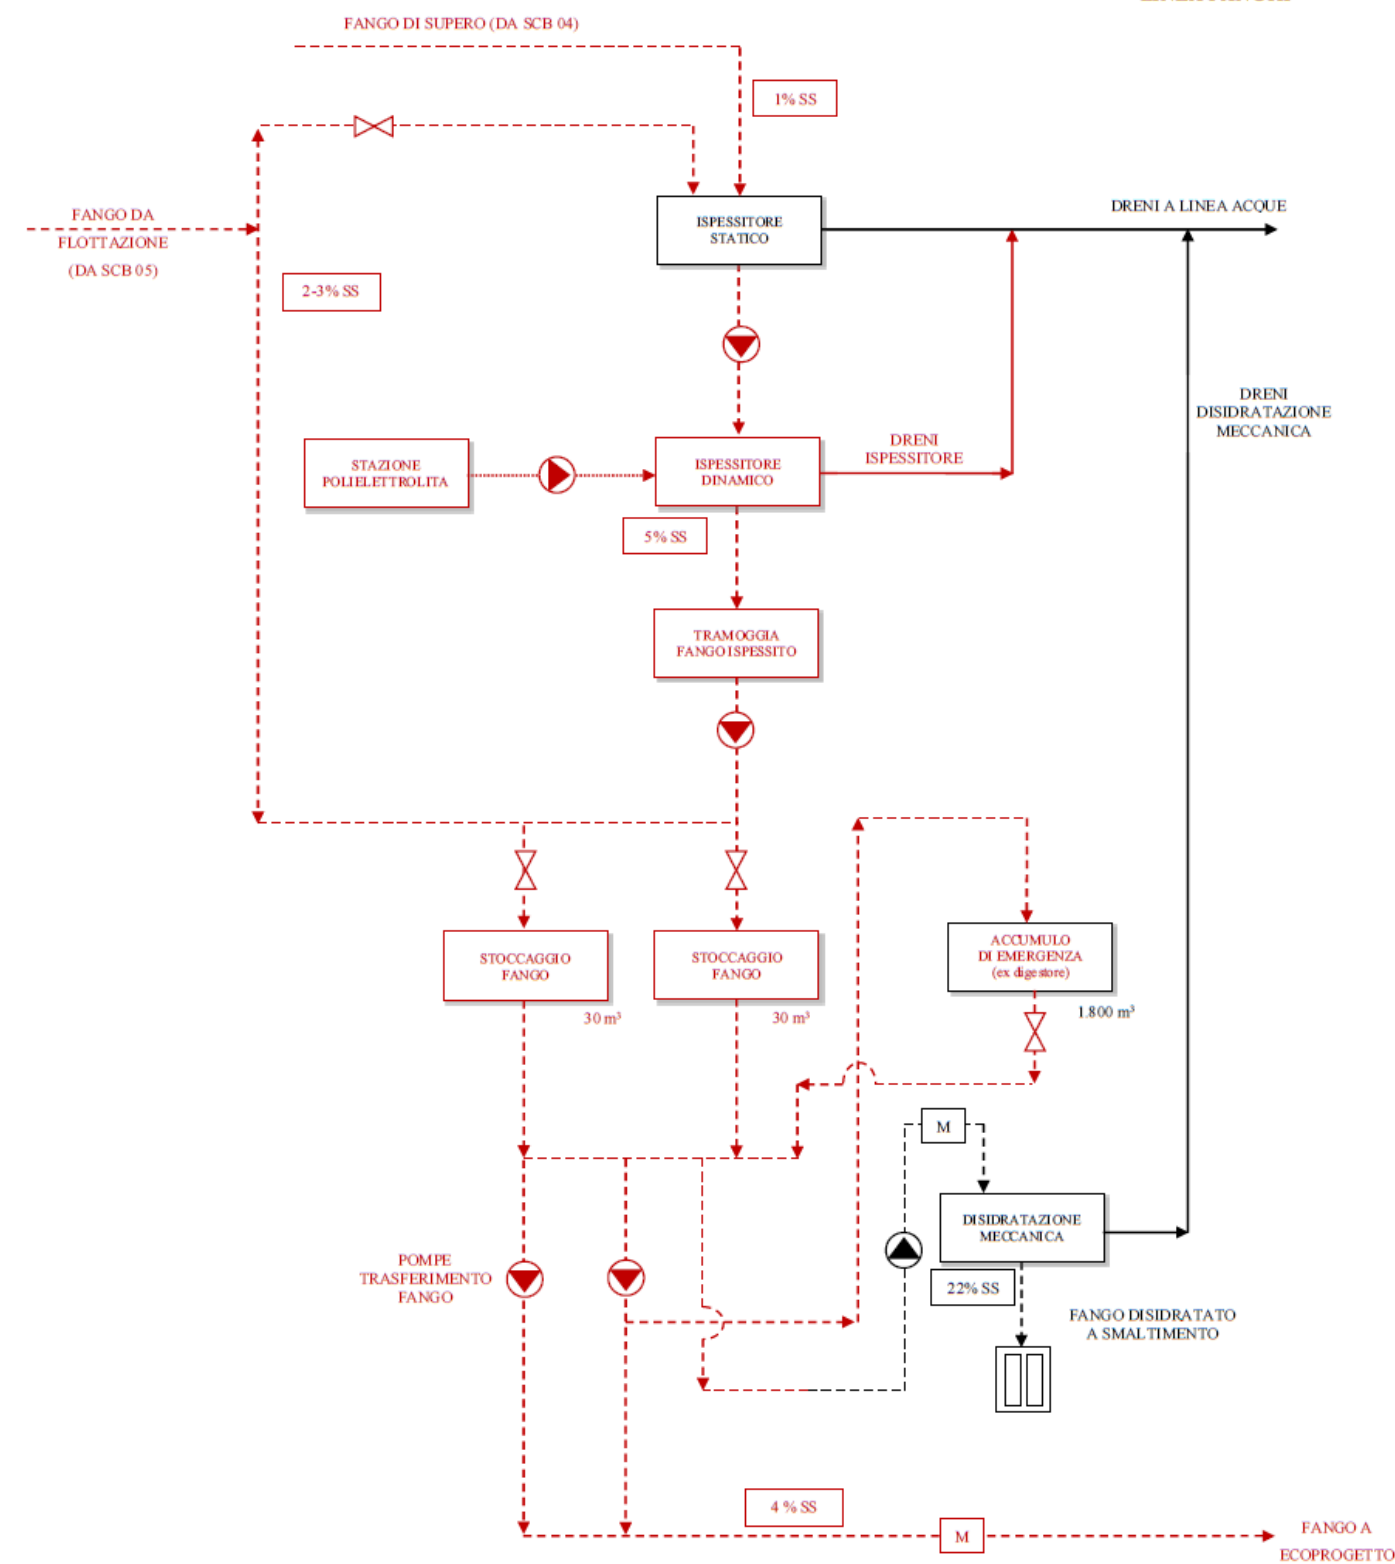 FANGO DI SUPERO (DA SCB 04)
1% SS
FANGO DA
FLOTTAZIONE
(DA SCB 05)
2-3% SS
ISPESSITORE
STATICO
DRENI A LINEA ACQUE
DRENI
DISIDRATAZIONE
MECCANICA
STAZIONE
POLIELETTROLITA
ISPESSITORE
DINAMICO
DRENI
ISPESSITORE
5% SS
TRAMOGGIA
FANGO ISPESSITO
STOCCAGGIO
FANGO
30 m³
STOCCAGGIO
FANGO
30 m³
ACCUMULO
DI EMERGENZA
(ex digestore)
1.800 m³
M
DISIDRATAZIONE
MECCANICA
22% SS
POMPE
TRASFERIMENTO
FANGO
FANGO DISIDRATATO
A SMALTIMENTO
4 % SS
M
FANGO A
ECOPROGETTO